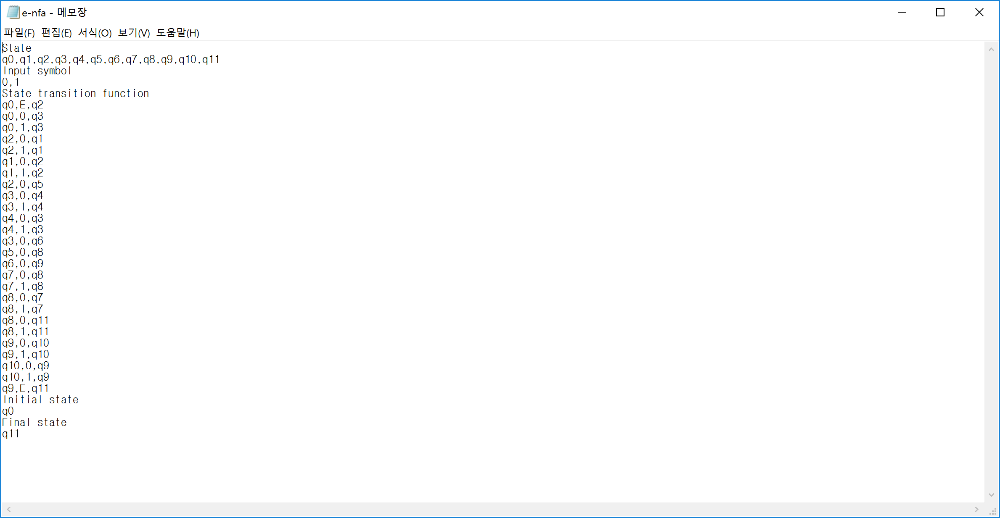 e-nfa - 메모장
파일(F) 편집(E) 서식(O) 보기(V) 도움말(H)
State
q0,q1,q2,q3,q4,q5,q6,q7,q8,q9,q10,q11
Input symbol
0,1
State transition function
q0,E,q2
q0,0,q3
q0,1,q3
q2,0,q1
q2,1,q1
q1,0,q2
q1,1,q2
q2,0,q5
q3,0,q4
q3,1,q4
q4,0,q3
q4,1,q3
q3,0,q6
q5,0,q8
q6,0,q9
q7,0,q8
q7,1,q8
q8,0,q7
q8,1,q7
q8,0,q11
q8,1,q11
q9,0,q10
q9,1,q10
q10,0,q9
q10,1,q9
q9,E,q11
Initial state
q0
Final state
q11